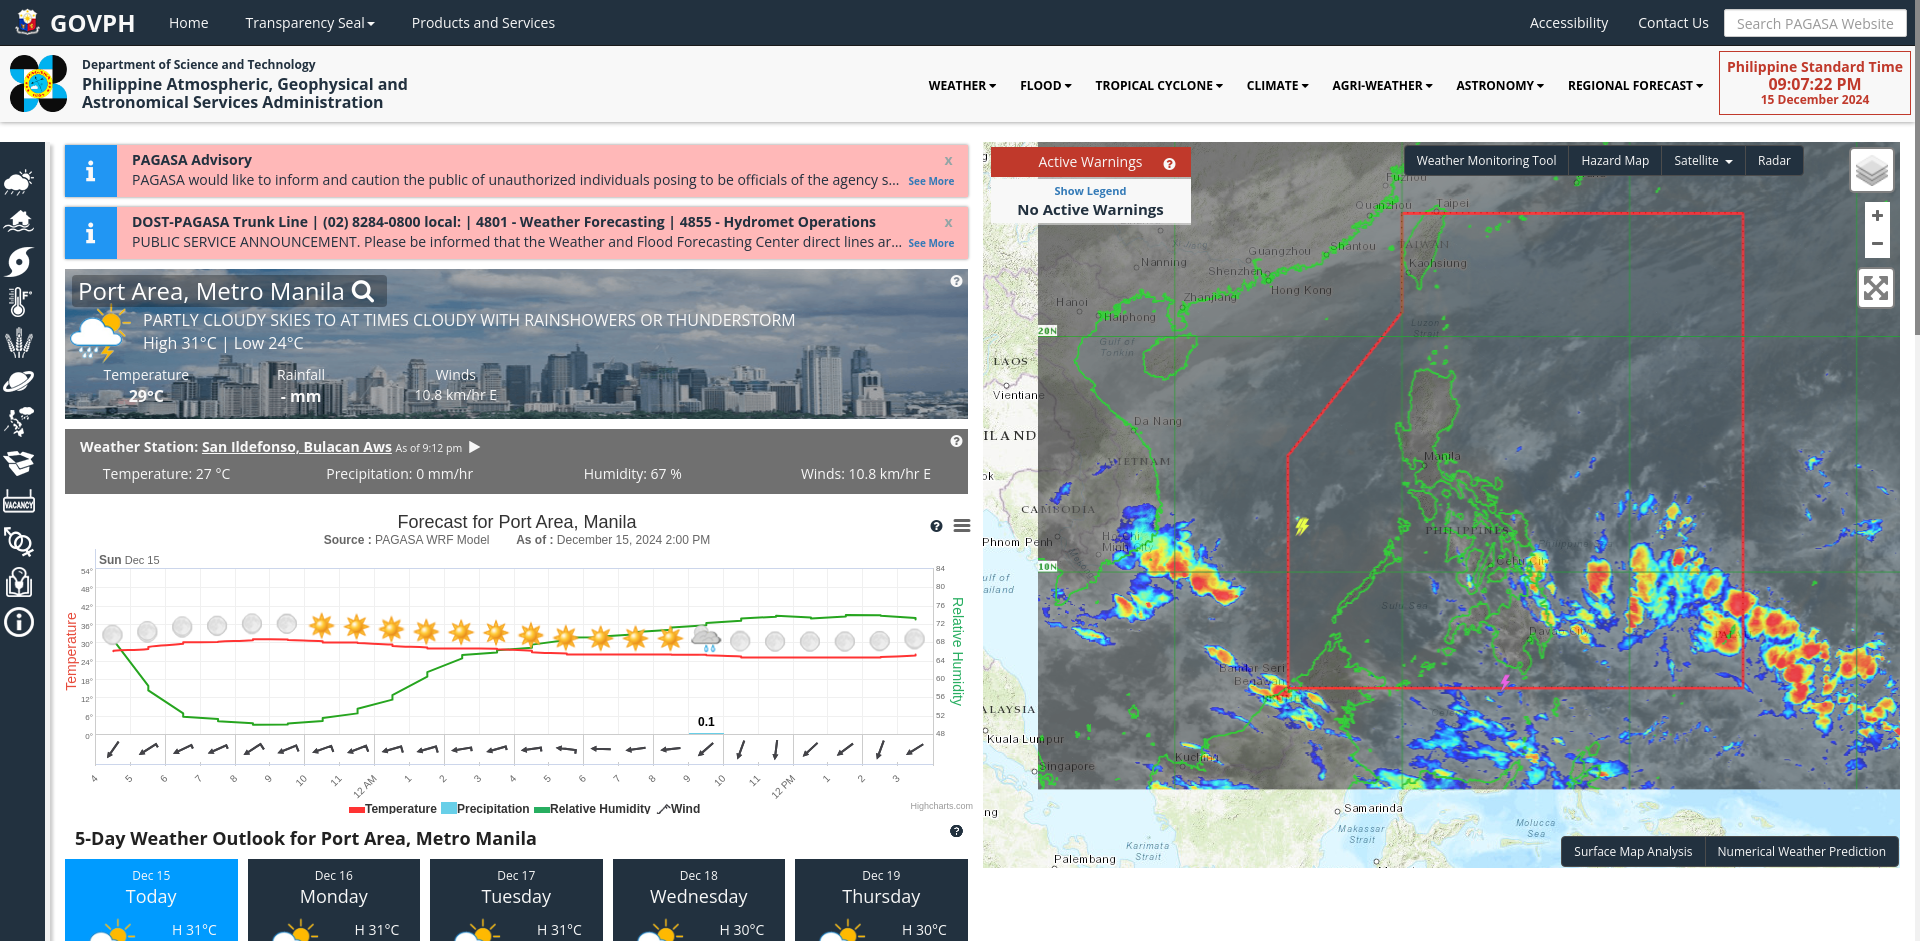 GOVPH
Home
Transparency Seal
Products and Services
Accessibility
Contact Us
Search PAGASA Website
Department of Science and Technology
Philippine Atmospheric, Geophysical and
Astronomical Services Administration
WEATHER
FLOOD
TROPICAL CYCLONE
CLIMATE
AGRI-WEATHER
ASTRONOMY
REGIONAL FORECAST
Philippine Standard Time
09:07:22 PM
15 December 2024
PAGASA Advisory
x
PAGASA would like to inform and caution the public of unauthorized individuals posing to be officials of the agency s...
See More
DOST-PAGASA Trunk Line | (02) 8284-0800 local: | 4801 - Weather Forecasting | 4855 - Hydromet Operations
x
PUBLIC SERVICE ANNOUNCEMENT. Please be informed that the Weather and Flood Forecasting Center direct lines ar...
See More
Port Area, Metro Manila
PARTLY CLOUDY SKIES TO AT TIMES CLOUDY WITH RAINSHOWERS OR THUNDERSTORM
High 31°C | Low 24°C
Temperature
Rainfall
Winds
29°C
- mm
10.8 km/hr E
Weather Station: San Ildefonso, Bulacan Aws As of 9:12 pm
Temperature: 27 °C
Precipitation: 0 mm/hr
Humidity: 67 %
Winds: 10.8 km/hr E
VACANCY
Forecast for Port Area, Manila
Source : PAGASA WRF Model As of : December 15, 2024 2:00 PM
Sun Dec 15
Temperature
54°
48°
42°
36°
30°
24°
18°
12°
6°
0°
84
80
76
72
68
64
60
56
52
48
Relative Humidity
0.1
4
5
6
7
8
9
10
11
12 AM
1
2
3
4
5
6
7
8
9
10
11
12 PM
1
2
3
Temperature
Precipitation
Relative Humidity
Wind
Highcharts.com
5-Day Weather Outlook for Port Area, Metro Manila
Dec 15
Today
H 31°C
Dec 16
Monday
H 31°C
Dec 17
Tuesday
H 31°C
Dec 18
Wednesday
H 30°C
Dec 19
Thursday
H 30°C
Active Warnings
Show Legend
No Active Warnings
Weather Monitoring Tool
Hazard Map
Satellite
Radar
+
−
Fuzhou
Quanzhou
Taipei
TAIWAN
Kaohsiung
Guangzhou
Shantou
Nanning
Shenzhen
Hong Kong
Hanoi
Zhanjiang
Haiphong
20N
Luzon
Strait
Gulf of
Tonkin
LAOS
Vientiane
Da Nang
ILAND
VIETNAM
Manila
ok
CAMBODIA
PHILIPPINES
Phnom Penh
Ho Chi
Minh City
10N
Cebu City
ulf of
ailand
Sulu Sea
Davao City
PALAU
Bandar Seri
Begawan
ALAYSIA
Kuala Lumpur
Kuching
Singapore
ng
Samarinda
Makassar
Strait
Molucca
Sea
Karimata
Strait
Palembang
Surface Map Analysis
Numerical Weather Prediction